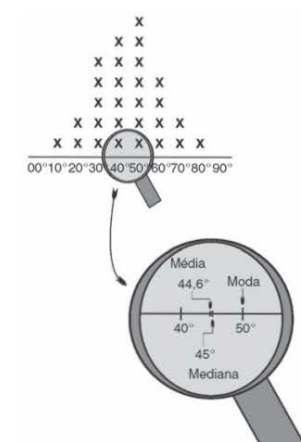 X
X X
X X X
X X X X
X X X X
X X X X X X
X X X X X X X X
00° 10° 20° 30° 40° 50° 60° 70° 80° 90°
Média
44,6° Moda
40° 50°
45°
Mediana